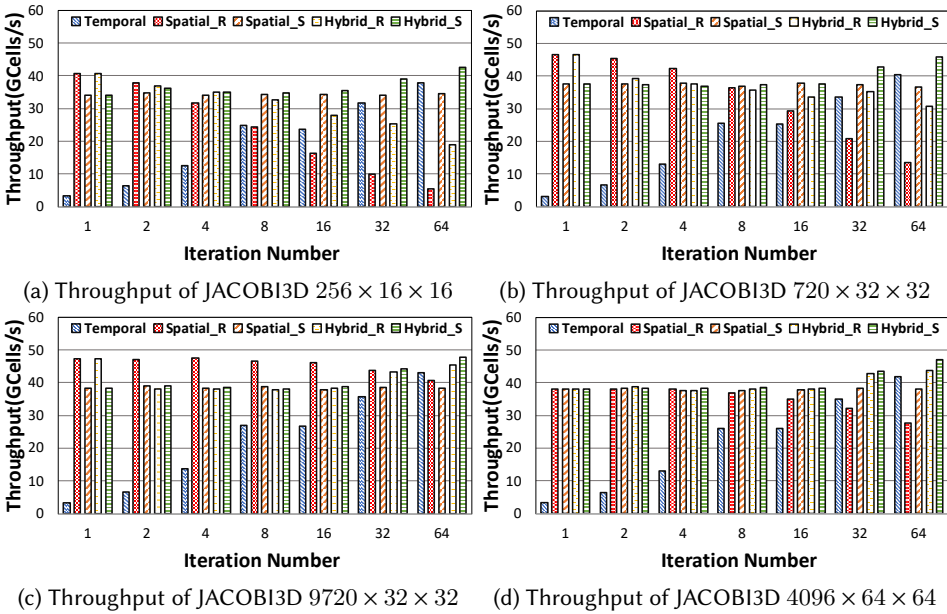 Temporal Spatial_R Spatial_S Hybrid_R Hybrid_S
60
50
40
30
20
10
0
Throughput(GCells/s)
1 2 4 8 16 32 64
Iteration Number
(a) Throughput of JACOBI3D 256 × 16 × 16
Temporal Spatial_R Spatial_S Hybrid_R Hybrid_S
60
50
40
30
20
10
0
Throughput(GCells/s)
1 2 4 8 16 32 64
Iteration Number
(b) Throughput of JACOBI3D 720 × 32 × 32
Temporal Spatial_R Spatial_S Hybrid_R Hybrid_S
60
50
40
30
20
10
0
Throughput(GCells/s)
1 2 4 8 16 32 64
Iteration Number
(c) Throughput of JACOBI3D 9720 × 32 × 32
Temporal Spatial_R Spatial_S Hybrid_R Hybrid_S
60
50
40
30
20
10
0
Throughput(GCells/s)
1 2 4 8 16 32 64
Iteration Number
(d) Throughput of JACOBI3D 4096 × 64 × 64